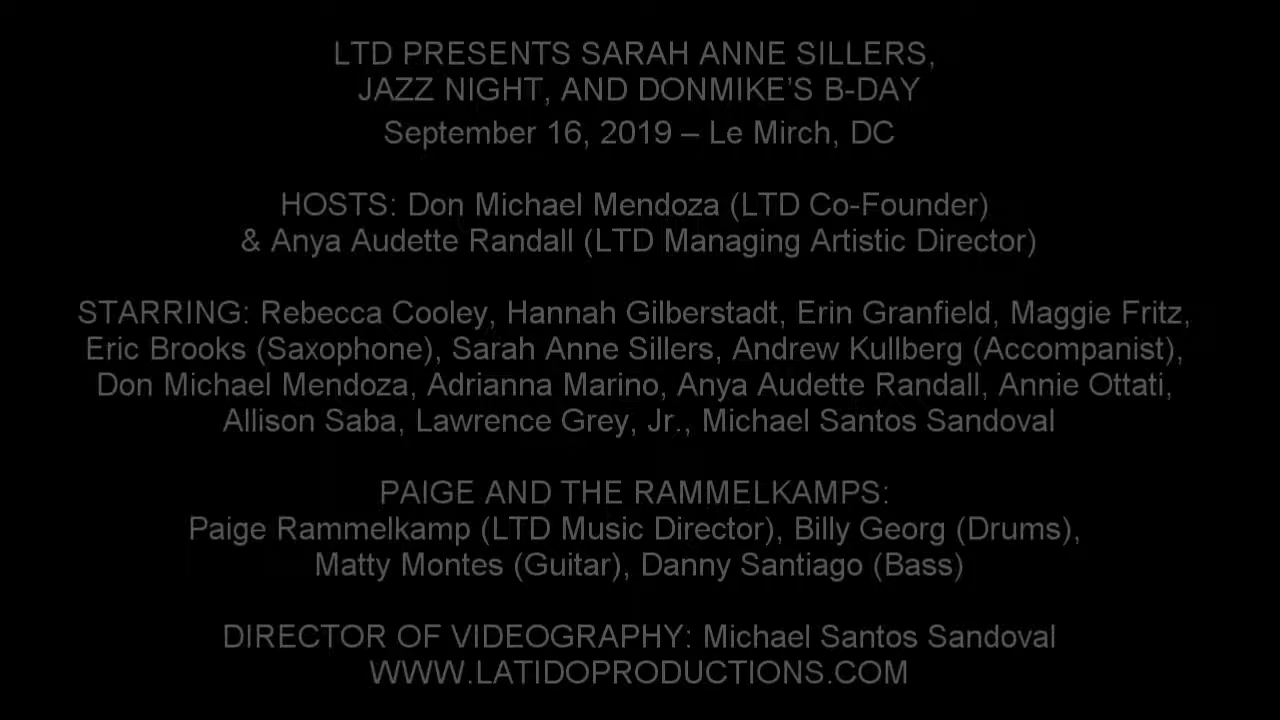 LTD PRESENTS SARAH ANNE SILLERS,
JAZZ NIGHT, AND DONMIKE’S B-DAY
September 16, 2019 – Le Mirch, DC
HOSTS: Don Michael Mendoza (LTD Co-Founder)
& Anya Audette Randall (LTD Managing Artistic Director)
STARRING: Rebecca Cooley, Hannah Gilberstadt, Erin Granfield, Maggie Fritz,
Eric Brooks (Saxophone), Sarah Anne Sillers, Andrew Kullberg (Accompanist),
Don Michael Mendoza, Adrianna Marino, Anya Audette Randall, Annie Ottati,
Allison Saba, Lawrence Grey, Jr., Michael Santos Sandoval
PAIGE AND THE RAMMELKAMPS:
Paige Rammelkamp (LTD Music Director), Billy Georg (Drums),
Matty Montes (Guitar), Danny Santiago (Bass)
DIRECTOR OF VIDEOGRAPHY: Michael Santos Sandoval
WWW.LATIDOPRODUCTIONS.COM